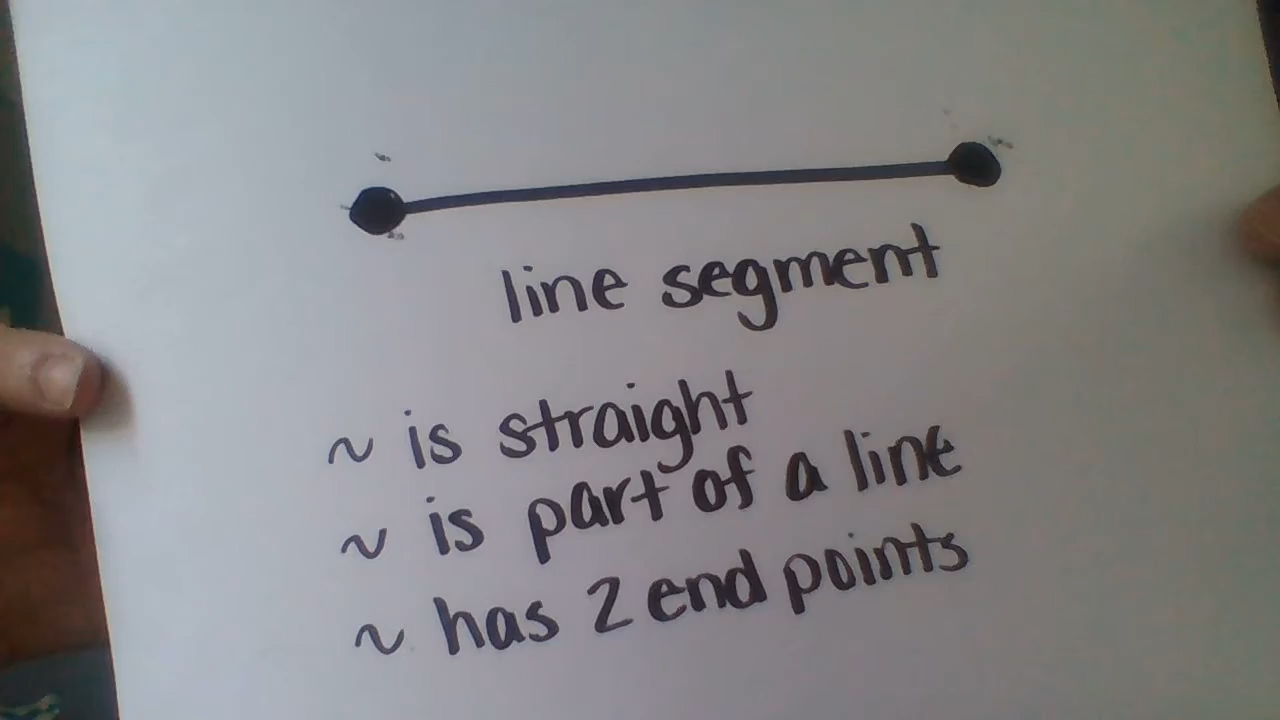 line segment
~ is straight
~ is part of a line
~ has 2 end points